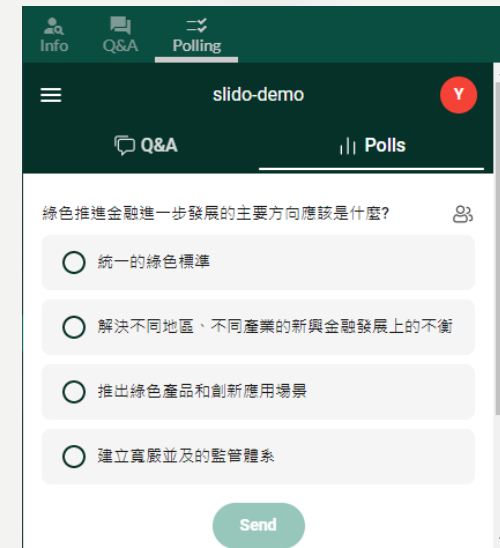 Info Q&A Polling
slido-demo Y
Q&A Polls
綠色推進金融進一步發展的主要方向應該是什麼?
統一的綠色標準
解決不同地區、不同產業的新興金融發展上的不衡
推出綠色產品和創新應用場景
建立寬嚴並及的監管體系
Send